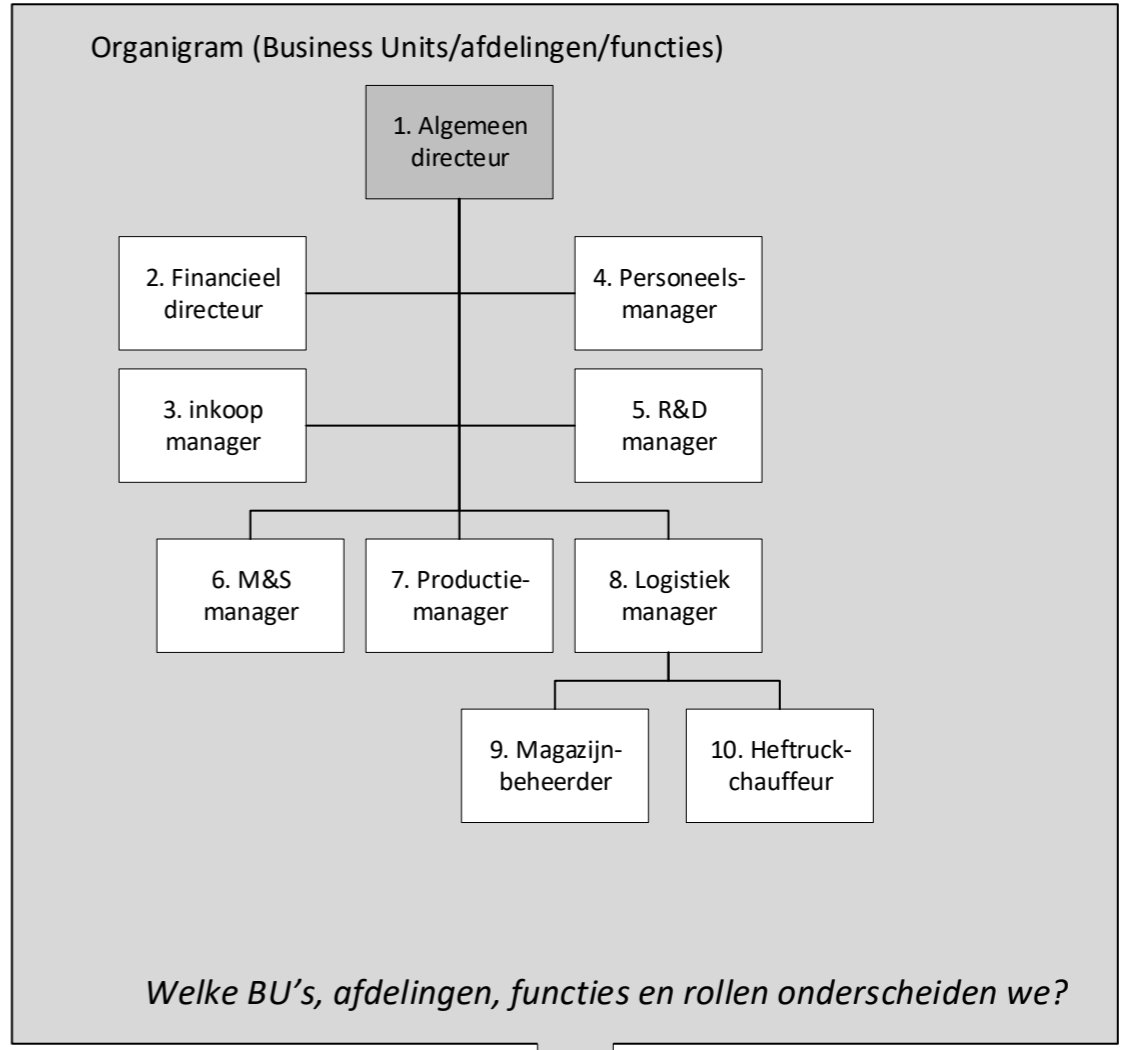 Organigram (Business Units/afdelingen/functies)
1. Algemeen
directeur
2. Financieel
directeur
4. Personeels-
manager
3. inkoop
manager
5. R&D
manager
6. M&S
manager
7. Productie-
manager
8. Logistiek
manager
9. Magazijn-
beheerder
10. Heftruck-
chauffeur
Welke BU's, afdelingen, functies en rollen onderscheiden we?